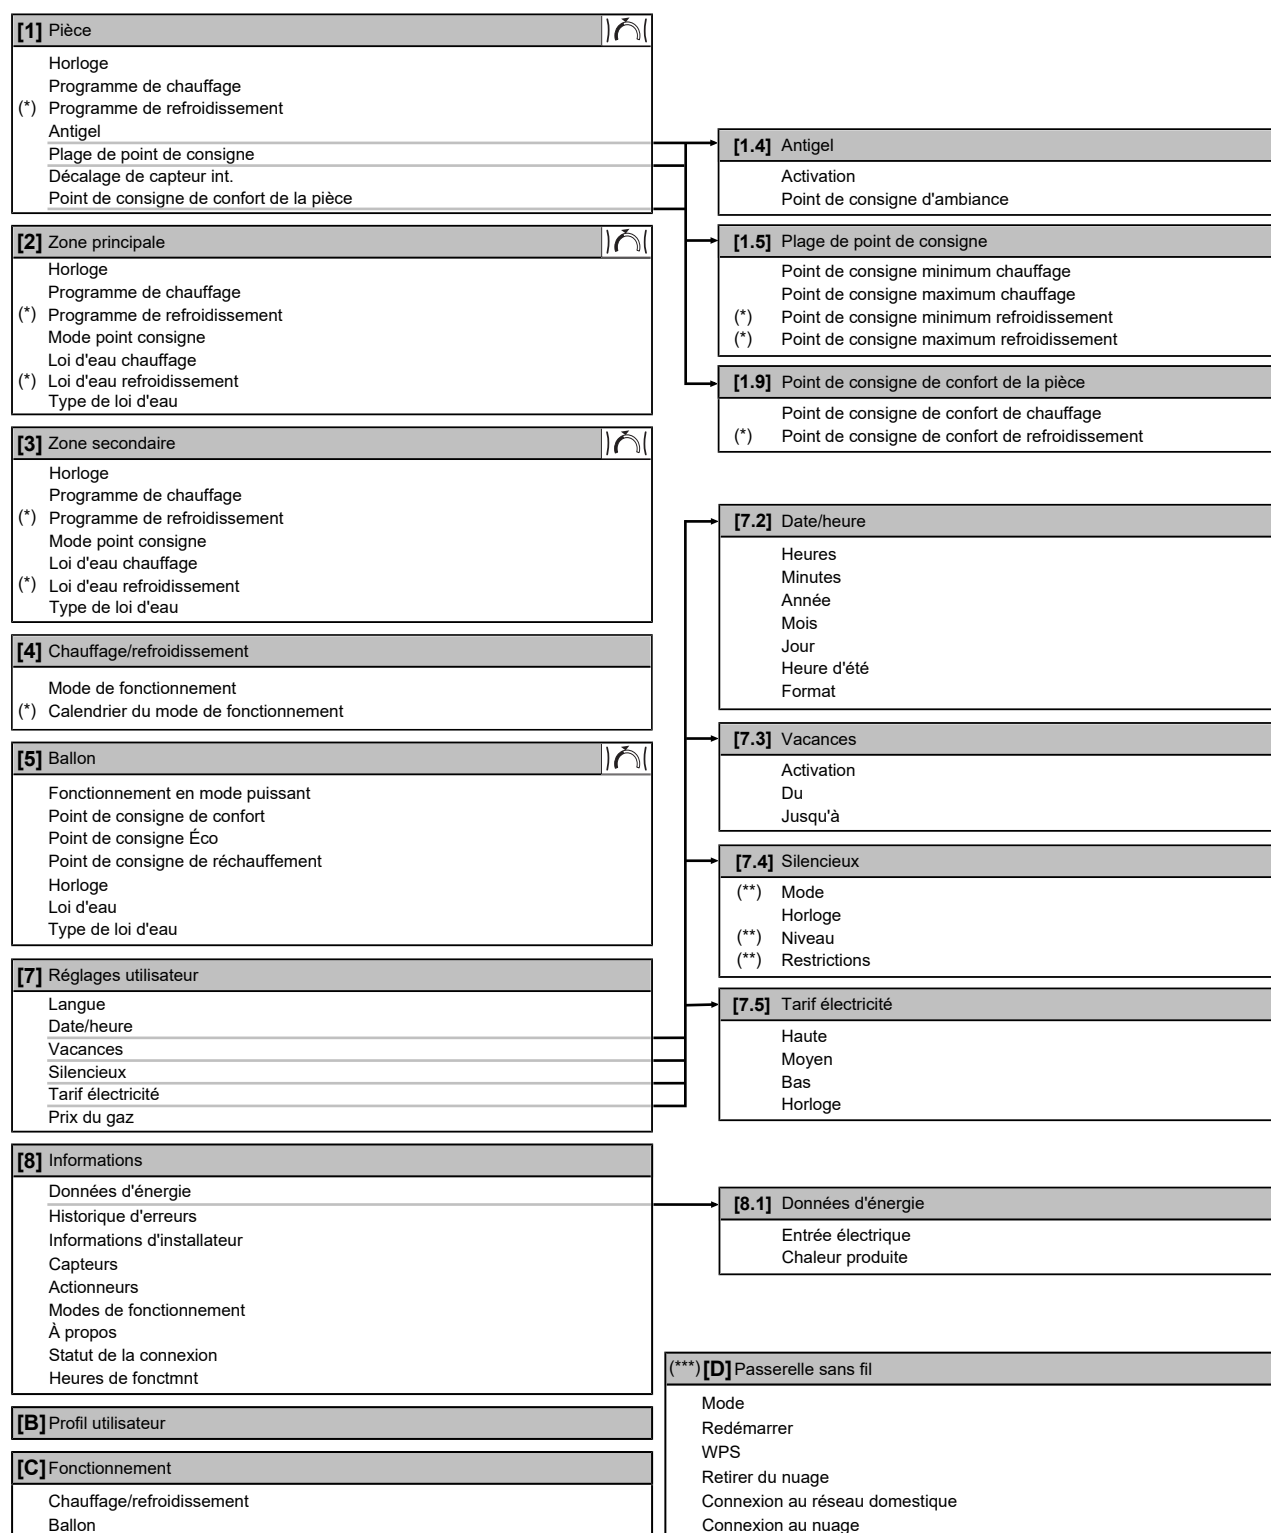 [1] Pièce
Horloge
Programme de chauffage
(*) Programme de refroidissement
Antigel
Plage de point de consigne
Décalage de capteur int.
Point de consigne de confort de la pièce
[2] Zone principale
Horloge
Programme de chauffage
(*) Programme de refroidissement
Mode point consigne
Loi d'eau chauffage
(*) Loi d'eau refroidissement
Type de loi d'eau
[3] Zone secondaire
Horloge
Programme de chauffage
(*) Programme de refroidissement
Mode point consigne
Loi d'eau chauffage
(*) Loi d'eau refroidissement
Type de loi d'eau
[4] Chauffage/refroidissement
Mode de fonctionnement
(*) Calendrier du mode de fonctionnement
[5] Ballon
Fonctionnement en mode puissant
Point de consigne de confort
Point de consigne Éco
Point de consigne de réchauffement
Horloge
Loi d'eau
Type de loi d'eau
[7] Réglages utilisateur
Langue
Date/heure
Vacances
Silencieux
Tarif électricité
Prix du gaz
[8] Informations
Données d'énergie
Historique d'erreurs
Informations d'installateur
Capteurs
Actionneurs
Modes de fonctionnement
À propos
Statut de la connexion
Heures de fonctmnt
[B] Profil utilisateur
[C] Fonctionnement
Chauffage/refroidissement
Ballon
[1.4] Antigel
Activation
Point de consigne d'ambiance
[1.5] Plage de point de consigne
Point de consigne minimum chauffage
Point de consigne maximum chauffage
(*) Point de consigne minimum refroidissement
(*) Point de consigne maximum refroidissement
[1.9] Point de consigne de confort de la pièce
Point de consigne de confort de chauffage
(*) Point de consigne de confort de refroidissement
[7.2] Date/heure
Heures
Minutes
Année
Mois
Jour
Heure d'été
Format
[7.3] Vacances
Activation
Du
Jusqu'à
[7.4] Silencieux
(**) Mode
Horloge
(**) Niveau
(**) Restrictions
[7.5] Tarif électricité
Haute
Moyen
Bas
Horloge
[8.1] Données d'énergie
Entrée électrique
Chaleur produite
(***) [D] Passerelle sans fil
Mode
Redémarrer
WPS
Retirer du nuage
Connexion au réseau domestique
Connexion au nuage